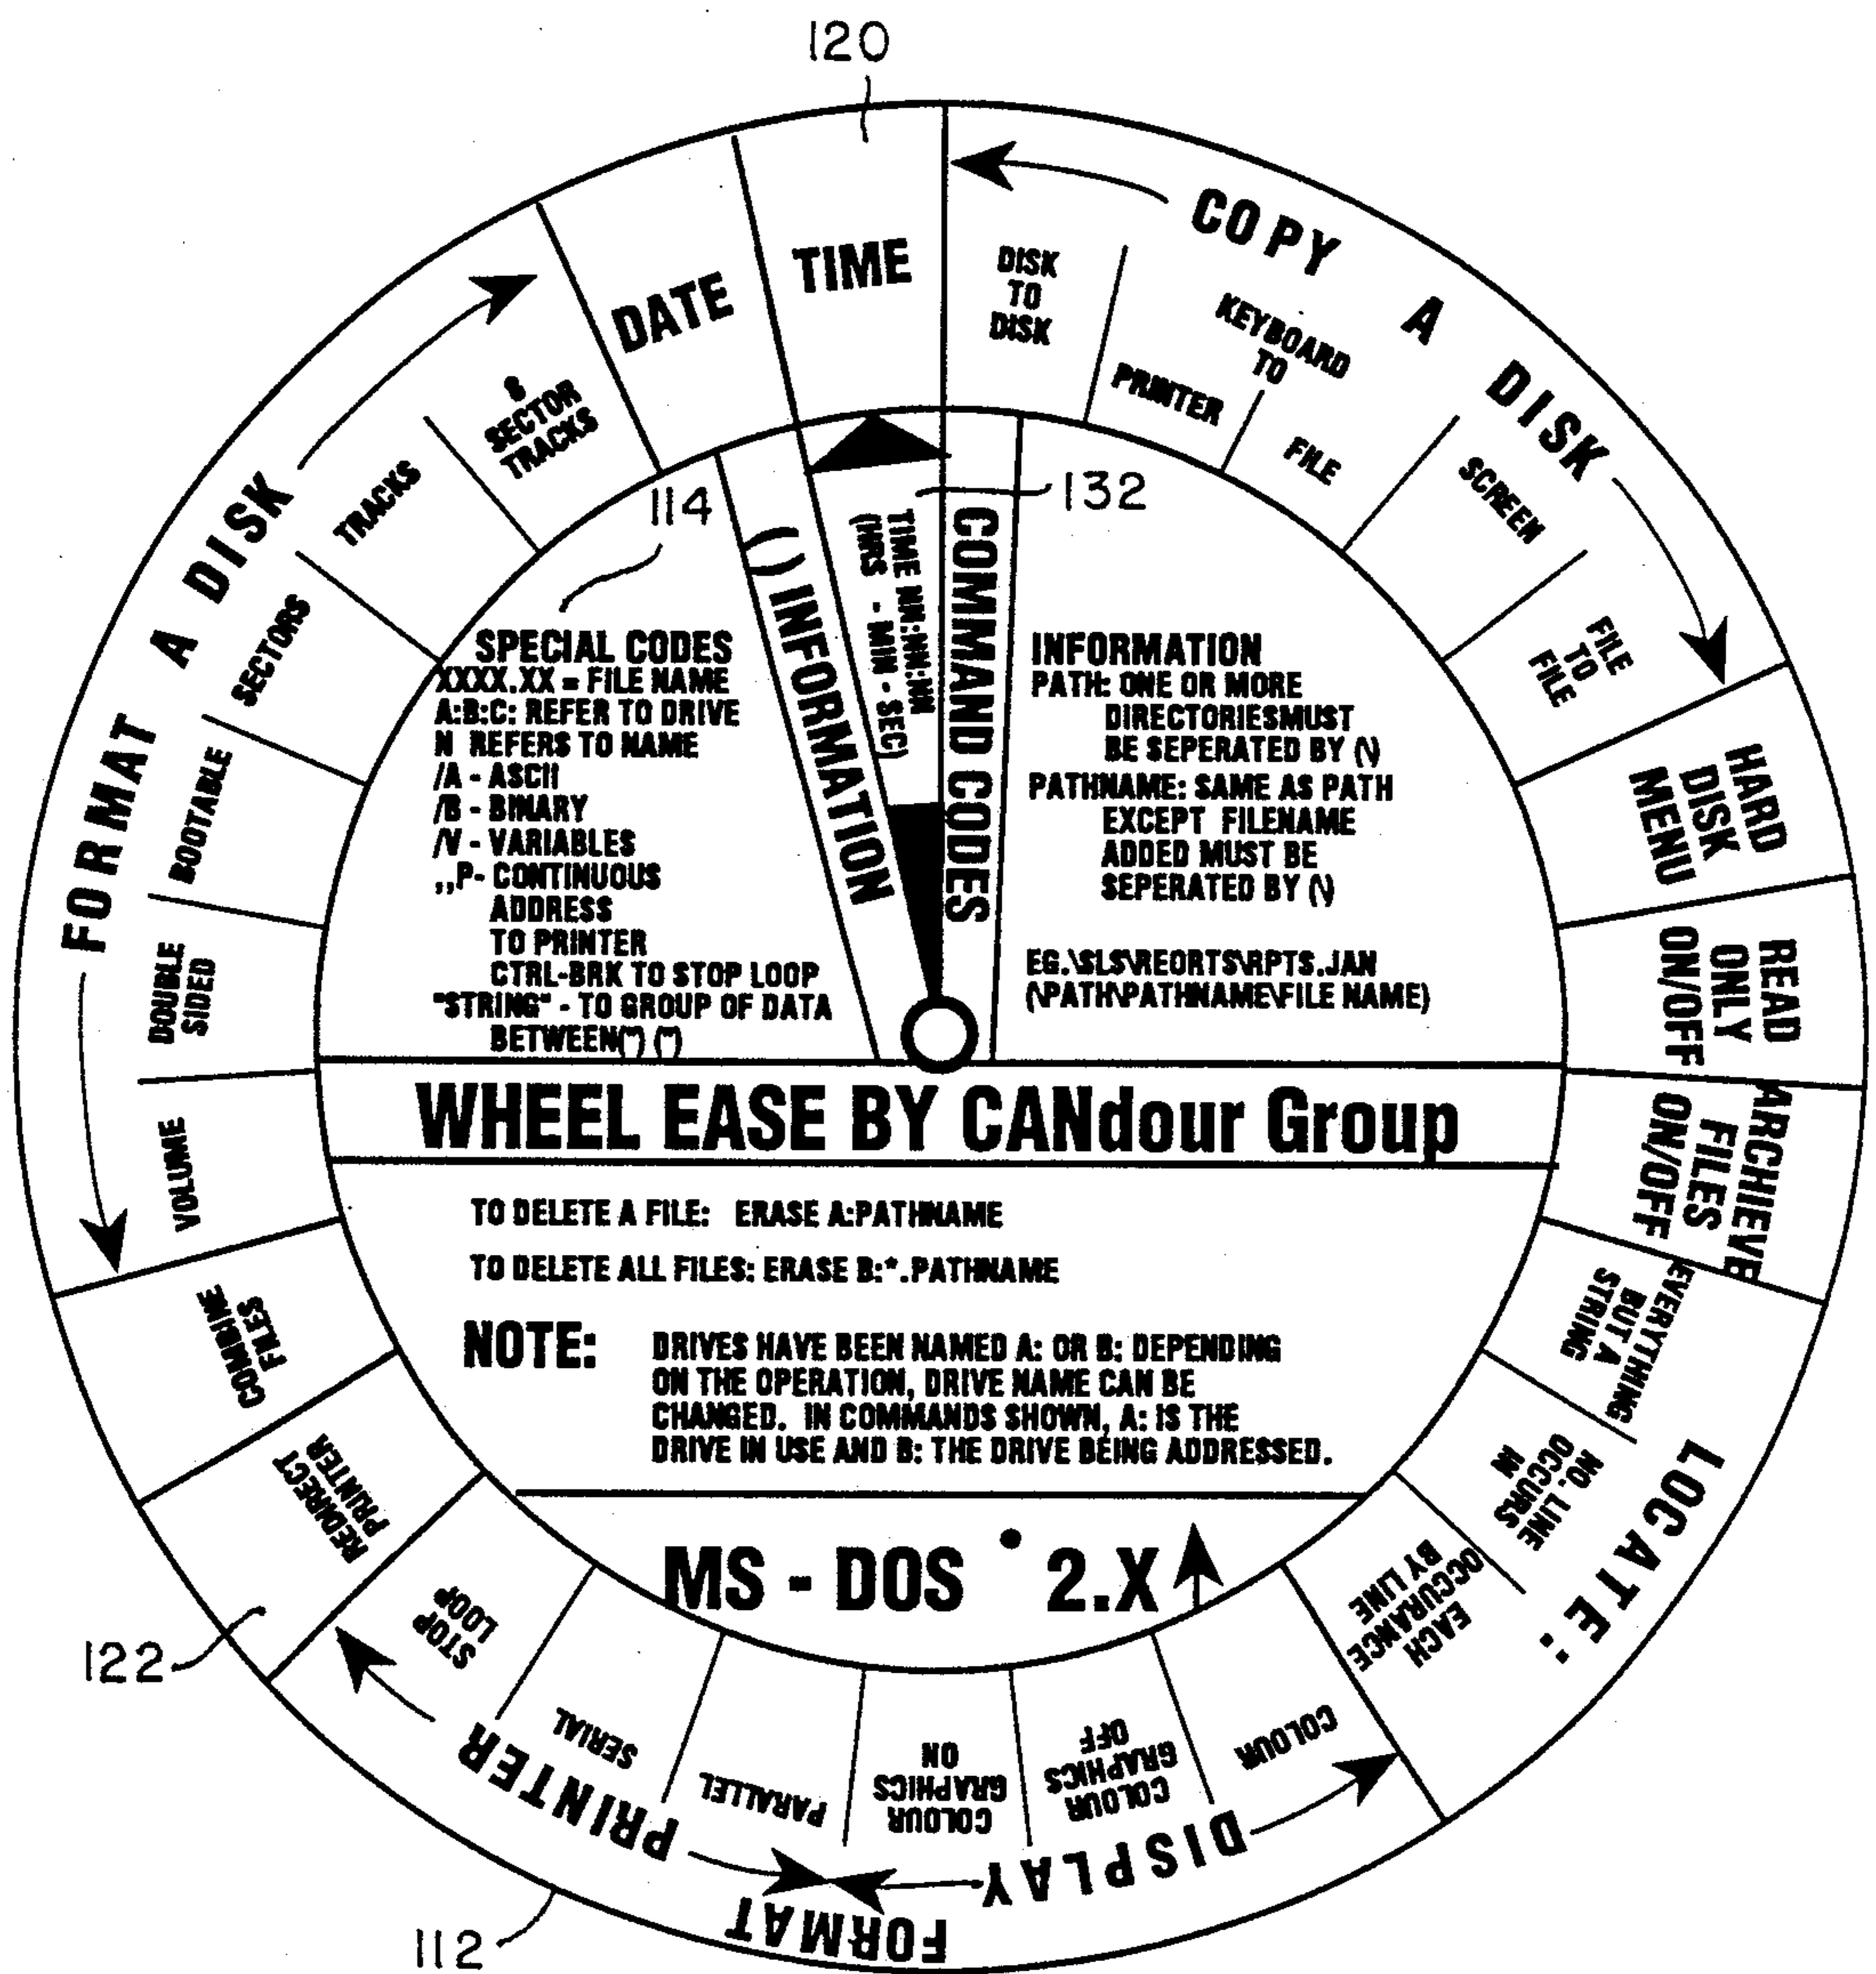 120
TIME
COPY A DISK
DISK
TO
DISK
KEYBOARD
TO
PRINTER
FILE
SCREEN
FILE
TO
FILE
HARD
DISK
MENU
READ
ONLY
ON/OFF
ARCHIEVE
FILES
ON/OFF
LOCATE:
EVERYTHING
BUT A
STRING
NO. LINE
OCCURS
IN
EACH
OCCURANCE
BY LINE
FORMAT
DISPLAY
COLOUR
COLOUR
GRAPHICS
OFF
COLOUR
GRAPHICS
ON
PRINTER
PARALLEL
SERIAL
STOP
LOOP
112
122
REDIRECT
PRINTER
COMBINE
FILES
FORMAT A DISK
VOLUME
DOUBLE
SIDED
BOOTABLE
SECTORS
TRACKS
8
SECTOR
TRACKS
DATE
114
132
( ) INFORMATION
TIME NN:NN:NN
(HRS - MIN - SEC)
COMMAND CODES
SPECIAL CODES
XXXX.XX = FILE NAME
A:B:C: REFER TO DRIVE
N REFERS TO NAME
/A - ASCII
/B - BINARY
/V - VARIABLES
,,P- CONTINUOUS
ADDRESS
TO PRINTER
CTRL-BRK TO STOP LOOP
"STRING" - TO GROUP OF DATA
BETWEEN(") (")
INFORMATION
PATH: ONE OR MORE
DIRECTORIESMUST
BE SEPERATED BY (\)
PATHNAME: SAME AS PATH
EXCEPT FILENAME
ADDED MUST BE
SEPERATED BY (\)
EG.\SLS\REORTS\RPTS.JAN
(\PATH\PATHNAME\FILE NAME)
WHEEL EASE BY CANdour Group
TO DELETE A FILE: ERASE A:PATHNAME
TO DELETE ALL FILES: ERASE B:*.PATHNAME
NOTE: DRIVES HAVE BEEN NAMED A: OR B: DEPENDING
ON THE OPERATION, DRIVE NAME CAN BE
CHANGED. IN COMMANDS SHOWN, A: IS THE
DRIVE IN USE AND B: THE DRIVE BEING ADDRESSED.
MS - DOS • 2.X